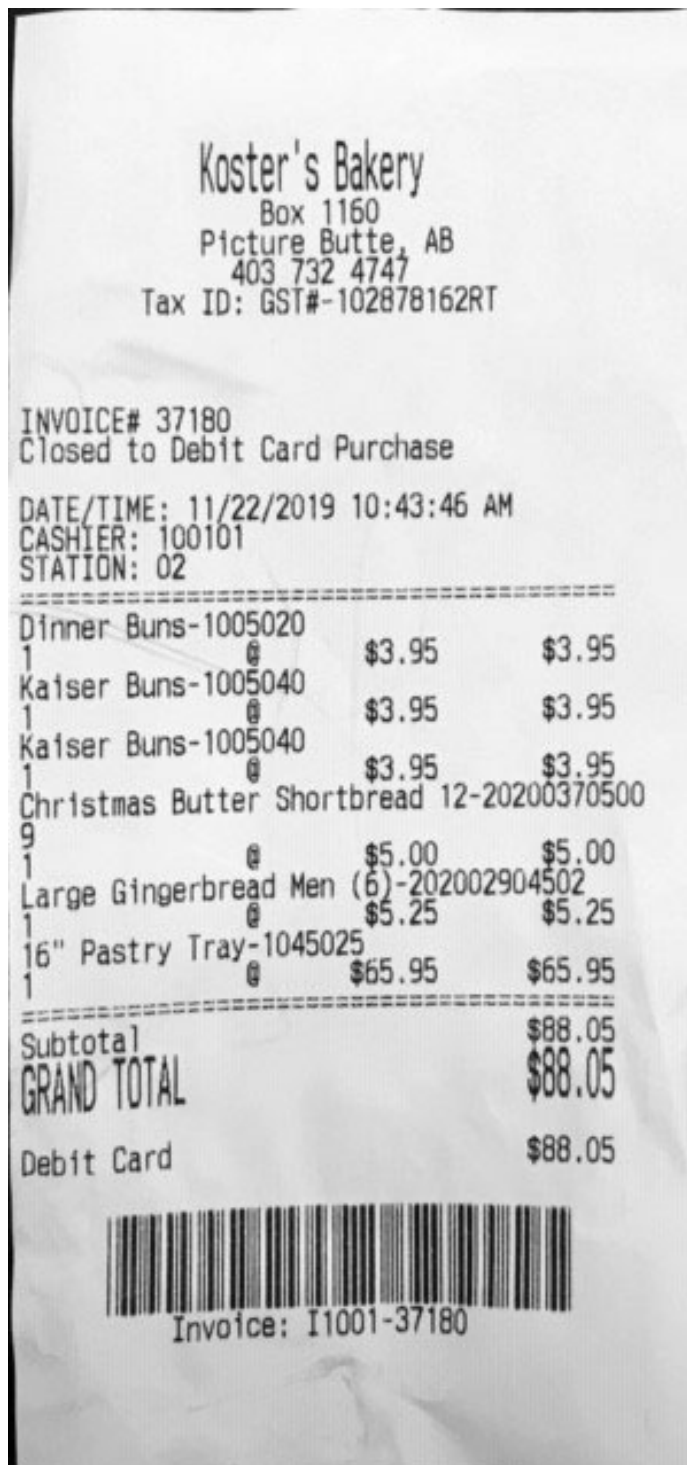 Koster's Bakery
Box 1160
Picture Butte, AB
403 732 4747
Tax ID: GST#-102878162RT
INVOICE# 37180
Closed to Debit Card Purchase
DATE/TIME: 11/22/2019 10:43:46 AM
CASHIER: 100101
STATION: 02
=======================================
Dinner Buns-1005020
1 @ $3.95 $3.95
Kaiser Buns-1005040
1 @ $3.95 $3.95
Kaiser Buns-1005040
1 @ $3.95 $3.95
Christmas Butter Shortbread 12-20200370500
9
1 @ $5.00 $5.00
Large Gingerbread Men (6)-202002904502
1 @ $5.25 $5.25
16" Pastry Tray-1045025
1 @ $65.95 $65.95
=======================================
Subtotal $88.05
GRAND TOTAL $88.05
Debit Card $88.05
Invoice: I1001-37180